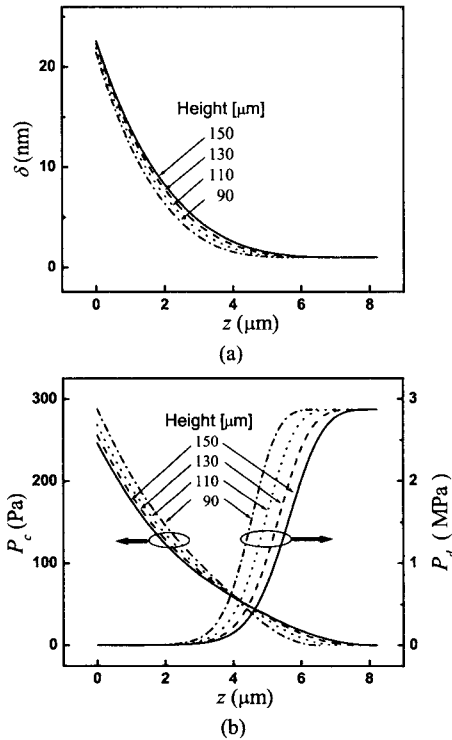 20
10
0
δ (nm)
Height [μm]
150
130
110
90
0 2 4 6 8
z (μm)
(a)
300
200
100
0
P_c (Pa)
Height [μm]
150
130
110
90
3
2
1
0
P_d (MPa)
0 2 4 6 8
z (μm)
(b)